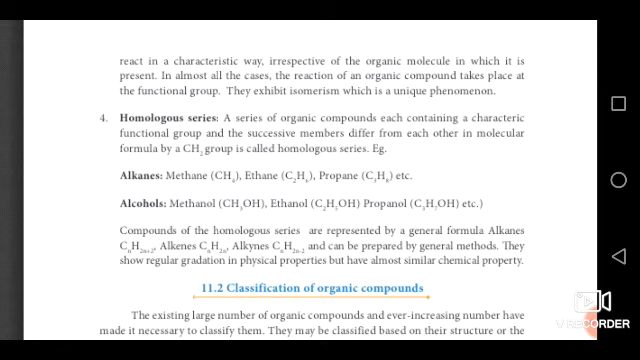 react in a characteristic way, irrespective of the organic molecule in which it is
present. In almost all the cases, the reaction of an organic compound takes place at
the functional group. They exhibit isomerism which is a unique phenomenon.
4. Homologous series: A series of organic compounds each containing a characteric
functional group and the successive members differ from each other in molecular
formula by a CH₂ group is called homologous series. Eg.
Alkanes: Methane (CH₄), Ethane (C₂H₆), Propane (C₃H₈) etc.
Alcohols: Methanol (CH₃OH), Ethanol (C₂H₅OH) Propanol (C₃H₇OH) etc.)
Compounds of the homologous series are represented by a general formula Alkanes
CₙH₂ₙ₊₂, Alkenes CₙH₂ₙ, Alkynes CₙH₂ₙ₋₂ and can be prepared by general methods. They
show regular gradation in physical properties but have almost similar chemical property.
11.2 Classification of organic compounds
The existing large number of organic compounds and ever-increasing number have
made it necessary to classify them. They may be classified based on their structure or the
V RECORDER